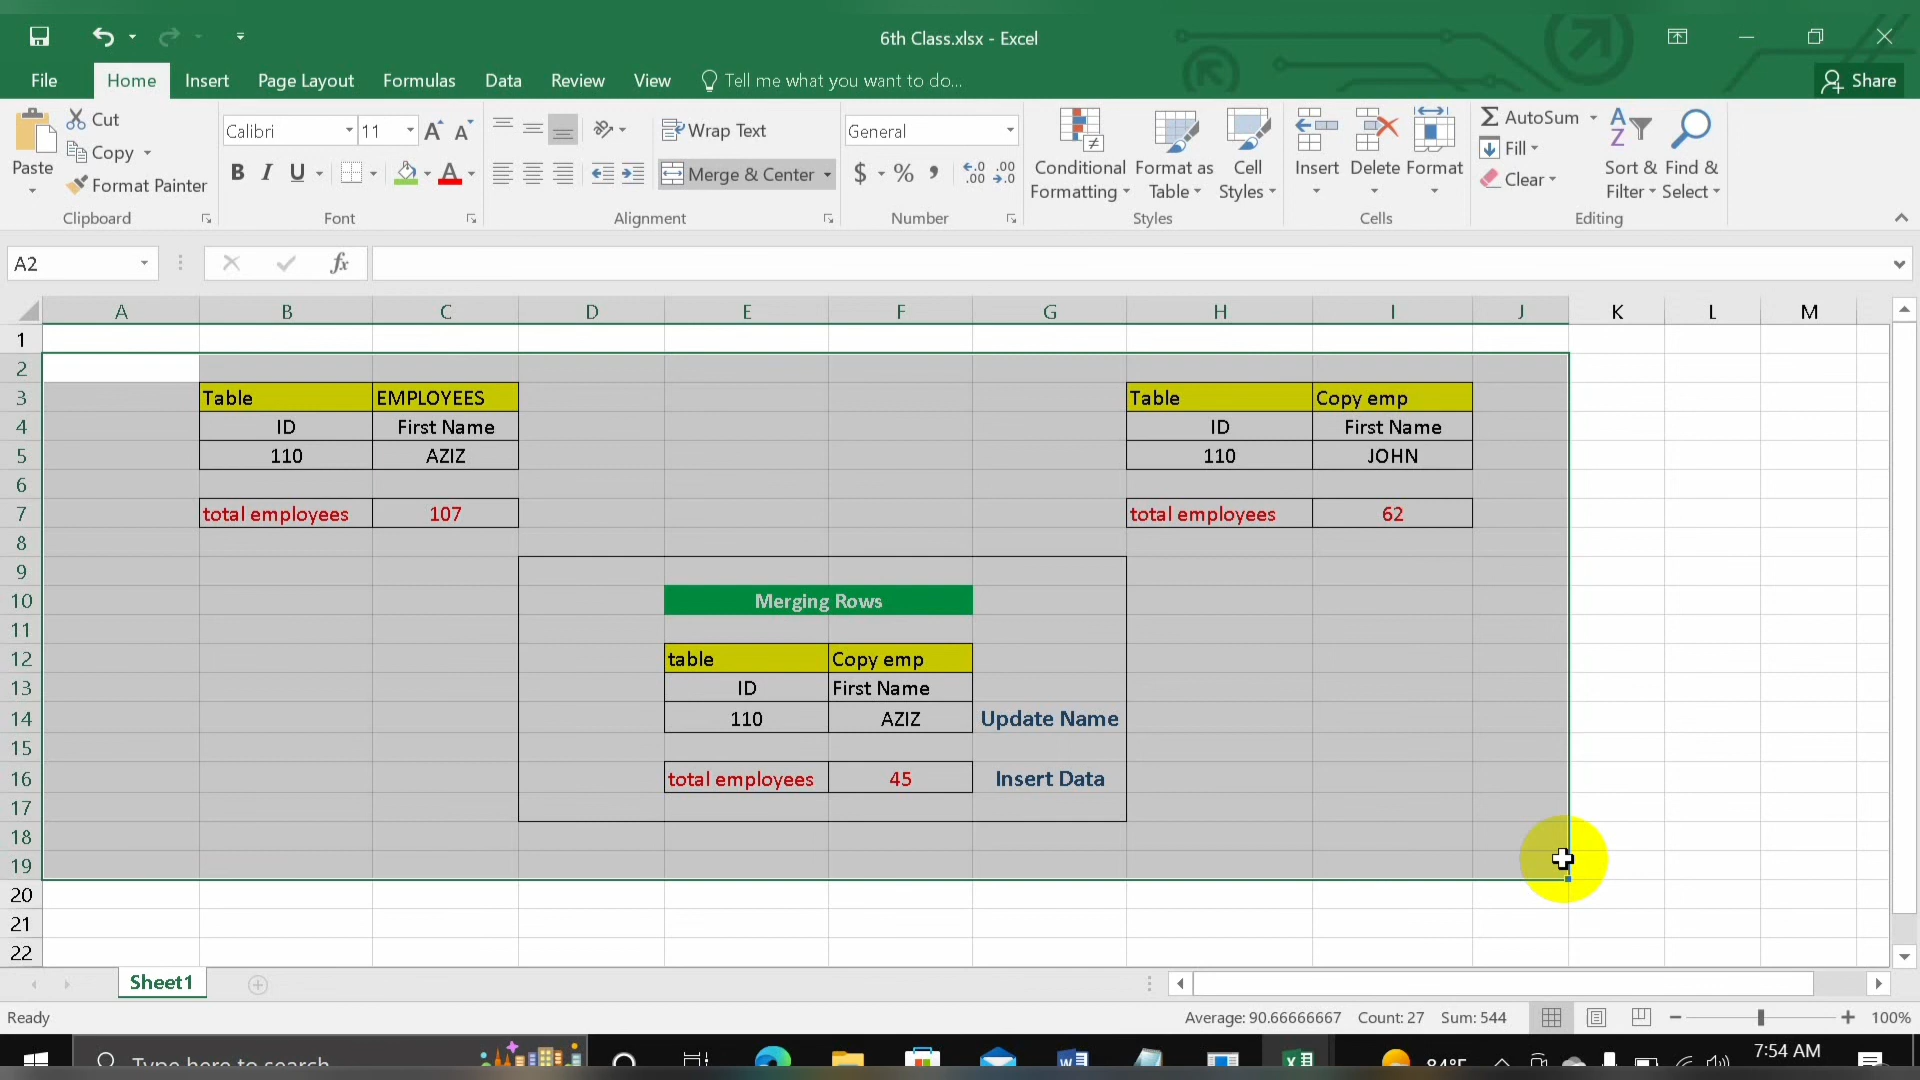 6th Class.xlsx - Excel
File Home Insert Page Layout Formulas Data Review View Tell me what you want to do... Share
Cut
Copy
Format Painter
Paste
Clipboard
Calibri 11
B I U
Font
Wrap Text
Merge & Center
Alignment
General
$ % ,
Number
Conditional Formatting
Format as Table
Cell Styles
Styles
Insert Delete Format
Cells
AutoSum
Fill
Clear
Sort & Filter
Find & Select
Editing
A2 fx
A B C D E F G H I J K L M
1
2
3 Table EMPLOYEES Table Copy emp
4 ID First Name ID First Name
5 110 AZIZ 110 JOHN
6
7 total employees 107 total employees 62
8
9
10 Merging Rows
11
12 table Copy emp
13 ID First Name
14 110 AZIZ Update Name
15
16 total employees 45 Insert Data
17
18
19
20
21
22
Sheet1
Ready Average: 90.66666667 Count: 27 Sum: 544 100%
Type here to search 84°F 7:54 AM